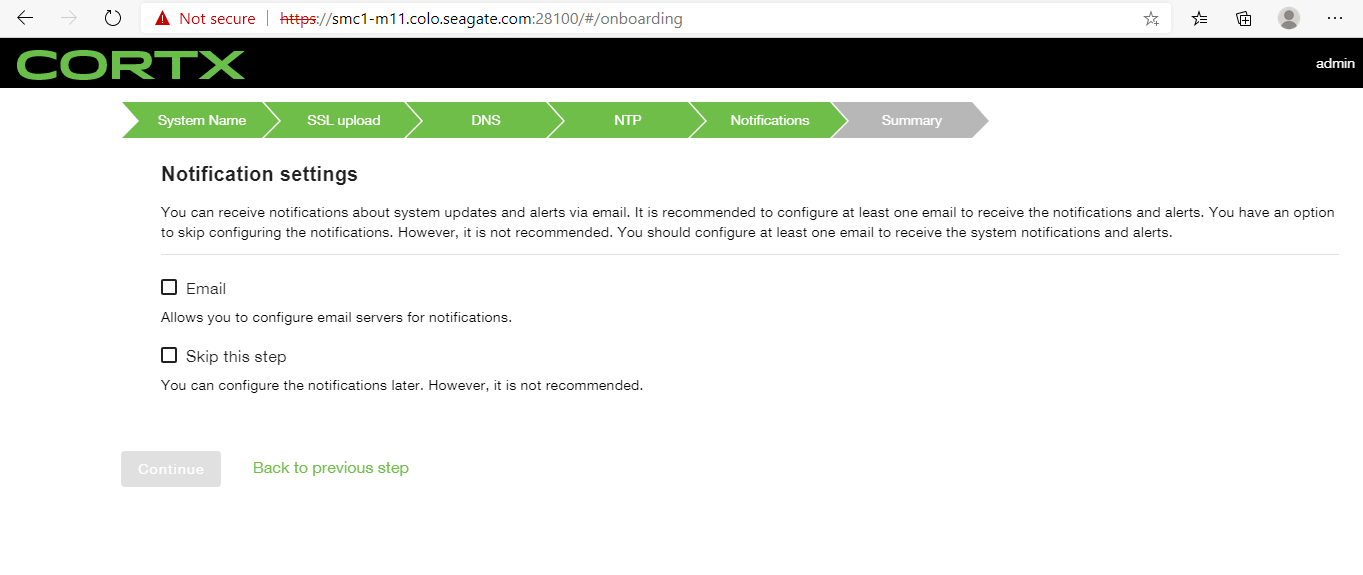 Not secure https://smc1-m11.colo.seagate.com:28100/#/onboarding
CORTX
admin
System Name SSL upload DNS NTP Notifications Summary
Notification settings
You can receive notifications about system updates and alerts via email. It is recommended to configure at least one email to receive the notifications and alerts. You have an option
to skip configuring the notifications. However, it is not recommended. You should configure at least one email to receive the system notifications and alerts.
Email
Allows you to configure email servers for notifications.
Skip this step
You can configure the notifications later. However, it is not recommended.
Continue Back to previous step